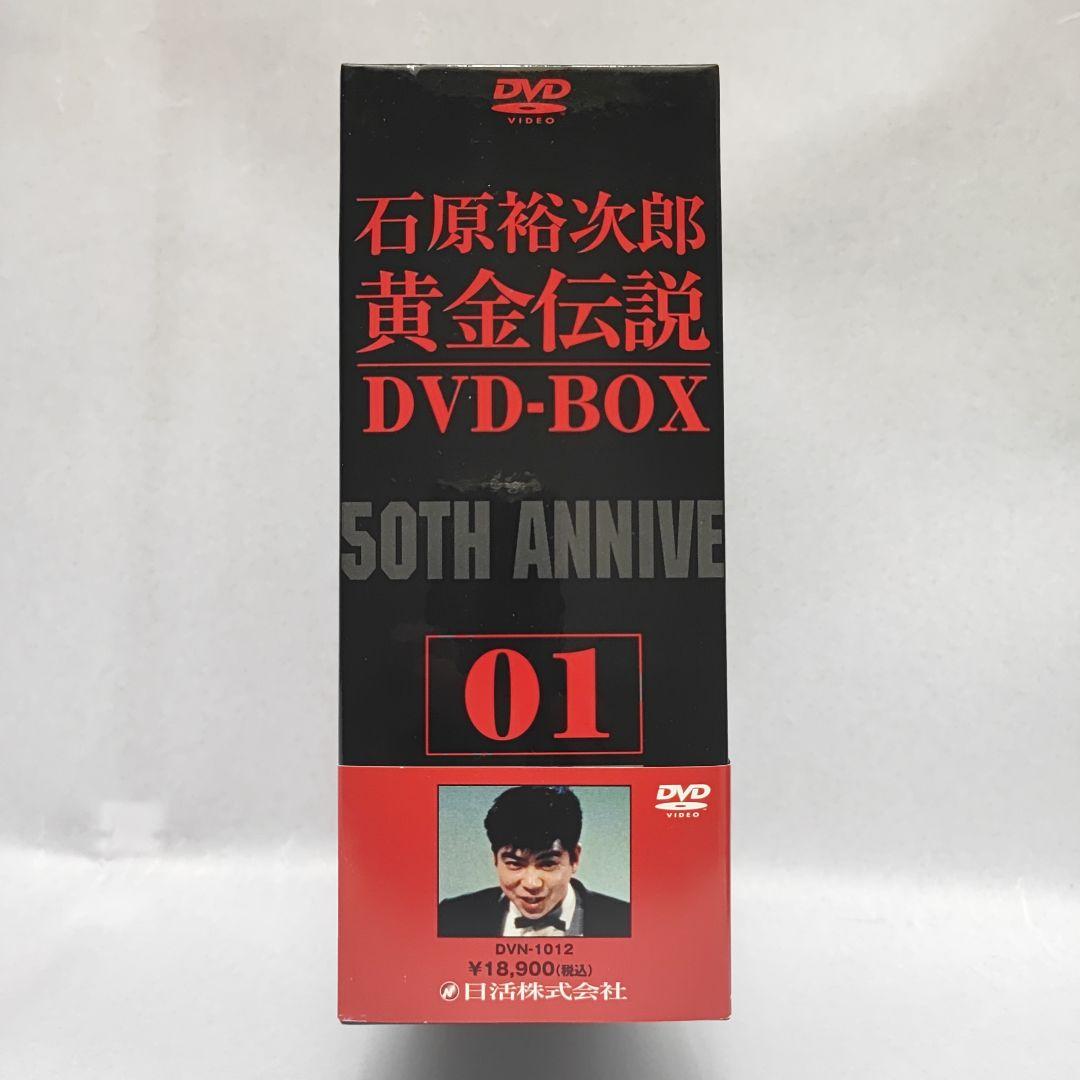 DVD
VIDEO
石原裕次郎
黄金伝説
DVD-BOX
50TH ANNIVE
01
DVD
VIDEO
DVN-1012
¥18,900(税込)
N日活株式会社